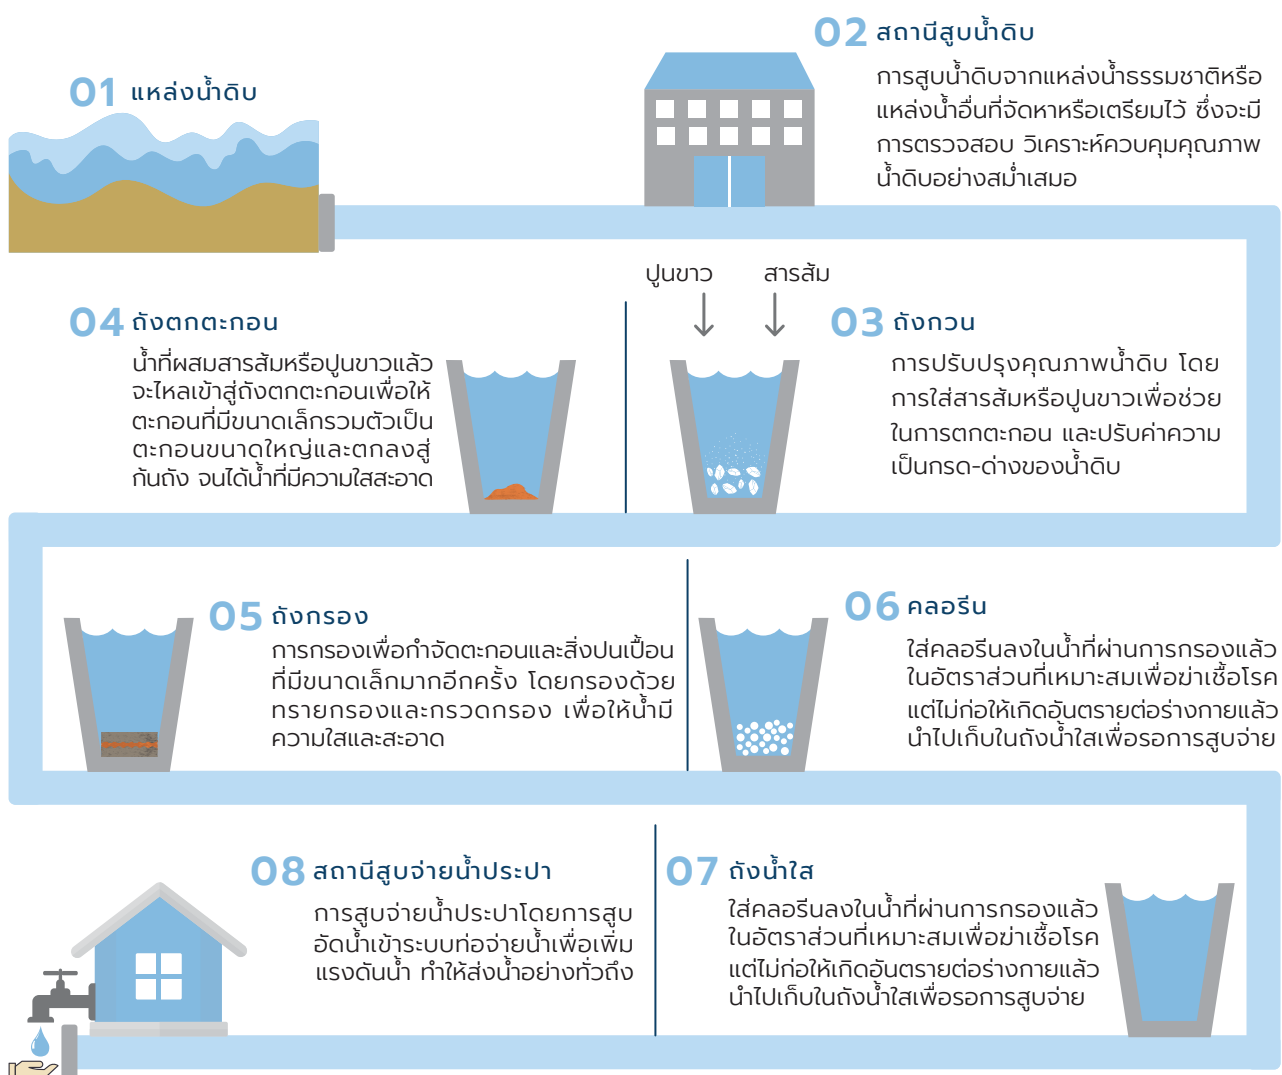 01 แหล่งน้ำดิบ
02 สถานีสูบน้ำดิบ
การสูบน้ำดิบจากแหล่งน้ำธรรมชาติหรือ
แหล่งน้ำอื่นที่จัดหาหรือเตรียมไว้ ซึ่งจะมี
การตรวจสอบ วิเคราะห์ควบคุมคุณภาพ
น้ำดิบอย่างสม่ำเสมอ
ปูนขาว
สารส้ม
03 ถังกวน
การปรับปรุงคุณภาพน้ำดิบ โดย
การใส่สารส้มหรือปูนขาวเพื่อช่วย
ในการตกตะกอน และปรับค่าความ
เป็นกรด-ด่างของน้ำดิบ
04 ถังตกตะกอน
น้ำที่ผสมสารส้มหรือปูนขาวแล้ว
จะไหลเข้าสู่ถังตกตะกอนเพื่อให้
ตะกอนที่มีขนาดเล็กรวมตัวเป็น
ตะกอนขนาดใหญ่และตกลงสู่
ก้นถัง จนได้น้ำที่มีความใสสะอาด
05 ถังกรอง
การกรองเพื่อกำจัดตะกอนและสิ่งปนเปื้อน
ที่มีขนาดเล็กมากอีกครั้ง โดยกรองด้วย
ทรายกรองและกรวดกรอง เพื่อให้น้ำมี
ความใสและสะอาด
06 คลอรีน
ใส่คลอรีนลงในน้ำที่ผ่านการกรองแล้ว
ในอัตราส่วนที่เหมาะสมเพื่อฆ่าเชื้อโรค
แต่ไม่ก่อให้เกิดอันตรายต่อร่างกายแล้ว
นำไปเก็บในถังน้ำใสเพื่อรอการสูบจ่าย
07 ถังน้ำใส
ใส่คลอรีนลงในน้ำที่ผ่านการกรองแล้ว
ในอัตราส่วนที่เหมาะสมเพื่อฆ่าเชื้อโรค
แต่ไม่ก่อให้เกิดอันตรายต่อร่างกายแล้ว
นำไปเก็บในถังน้ำใสเพื่อรอการสูบจ่าย
08 สถานีสูบจ่ายน้ำประปา
การสูบจ่ายน้ำประปาโดยการสูบ
อัดน้ำเข้าระบบท่อจ่ายน้ำเพื่อเพิ่ม
แรงดันน้ำ ทำให้ส่งน้ำอย่างทั่วถึง